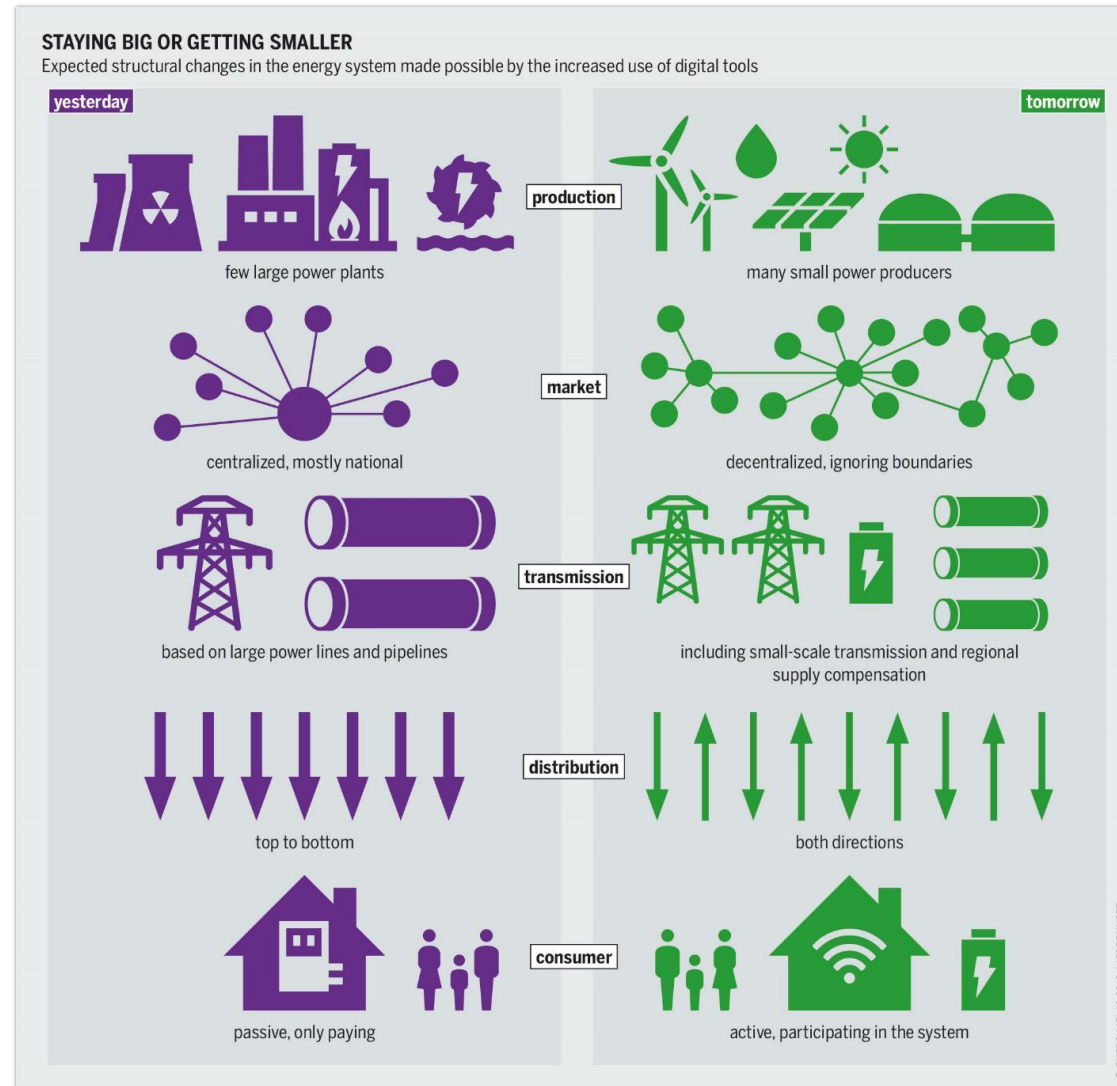 STAYING BIG OR GETTING SMALLER
Expected structural changes in the energy system made possible by the increased use of digital tools
yesterday
tomorrow
production
few large power plants
many small power producers
market
centralized, mostly national
decentralized, ignoring boundaries
transmission
based on large power lines and pipelines
including small-scale transmission and regional
supply compensation
distribution
top to bottom
both directions
consumer
passive, only paying
active, participating in the system